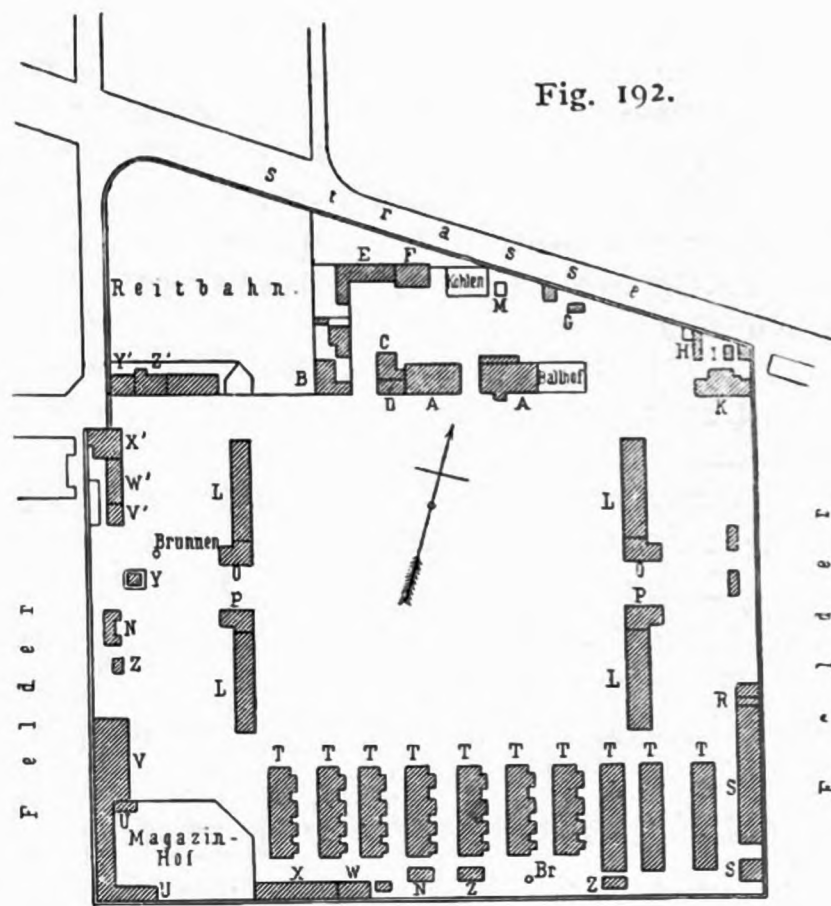 Fig. 192.
Strasse
E F
Reitbahn.
Kohlen
M
G
C
H I
Y' Z'
B
D A A Ballhof
K
X'
L L
W'
V'
Brunnen
Y
P P
N
Z
L L
Felder
Felder
R
T T T T T T T T T T
V
S
U
Magazin-
Hof
Br
S
U X W N Z Z